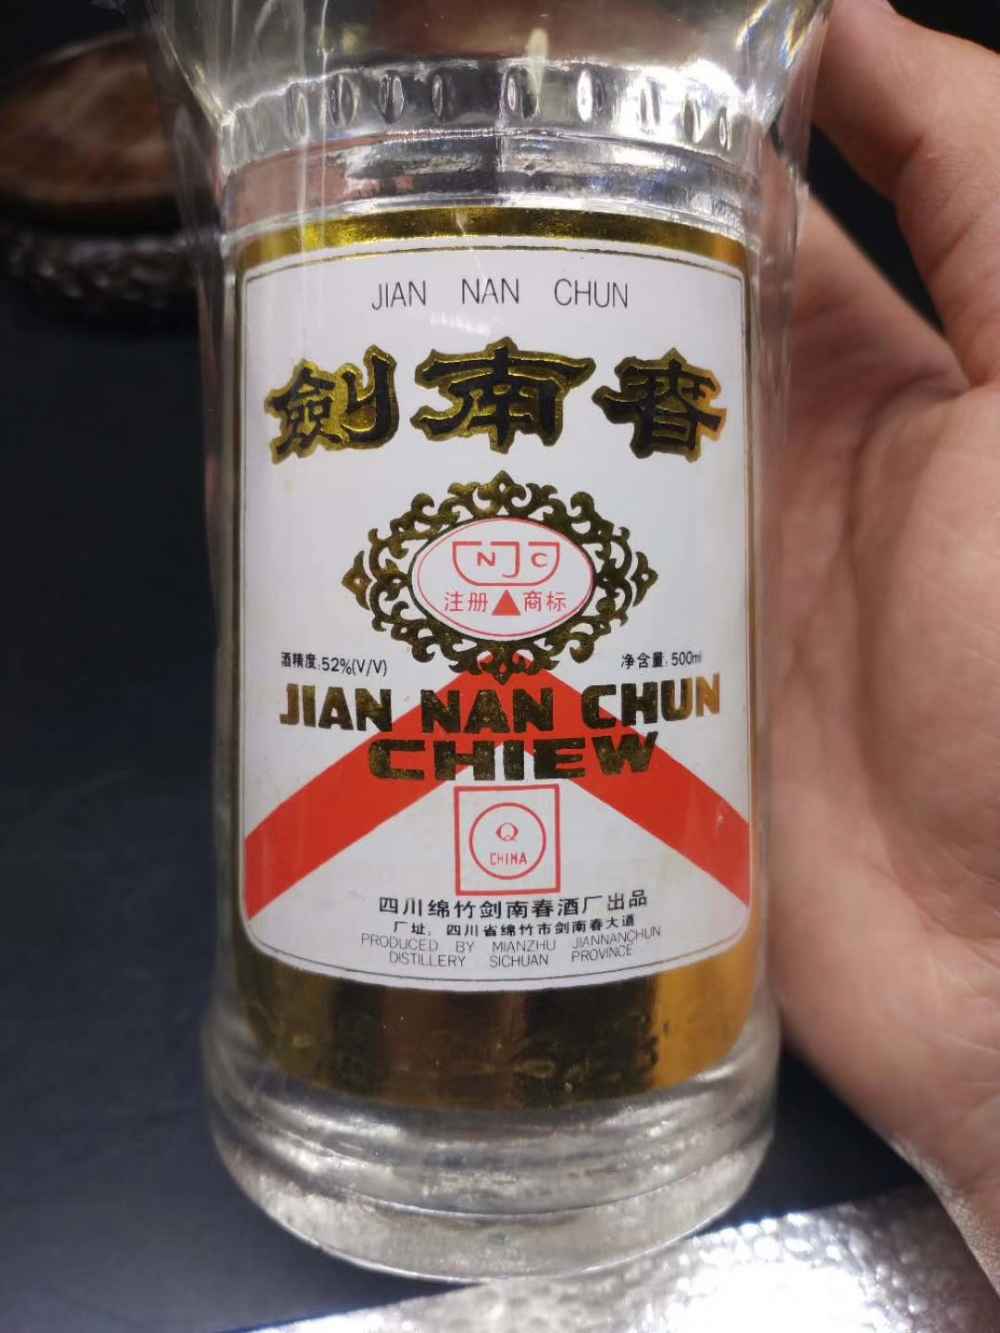 JIAN NAN CHUN
劍南春
NJC
注册 商标
酒精度:52%(V/V) 净含量:500ml
JIAN NAN CHUN
CHIEW
Q
CHINA
四川绵竹剑南春酒厂出品
厂址:四川省绵竹市剑南春大道
PRODUCED BY MIANZHU JIANNANCHUN
DISTILLERY SICHUAN PROVINCE